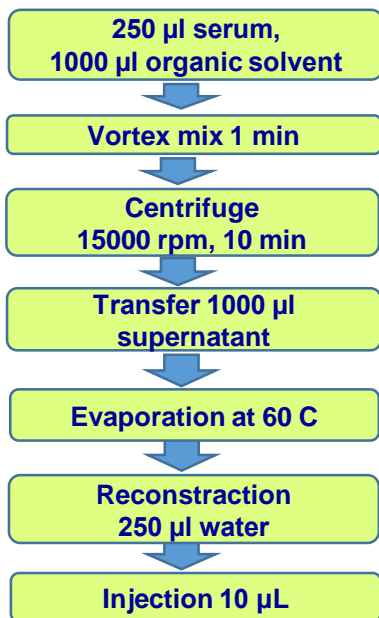 250 µl serum,
1000 µl organic solvent
Vortex mix 1 min
Centrifuge
15000 rpm, 10 min
Transfer 1000 µl
supernatant
Evaporation at 60 C
Reconstraction
250 µl water
Injection 10 µL